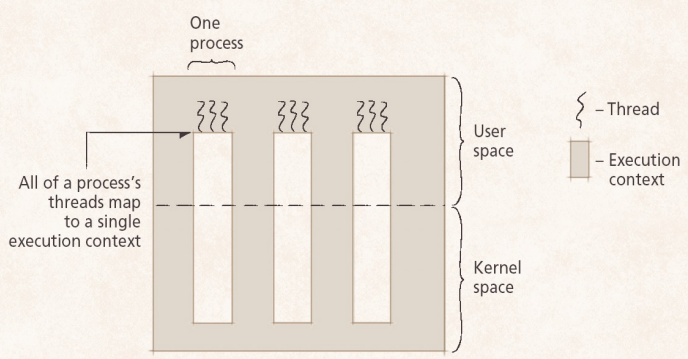 One
process
User
space
– Thread
– Execution
context
All of a process's
threads map
to a single
execution context
Kernel
space